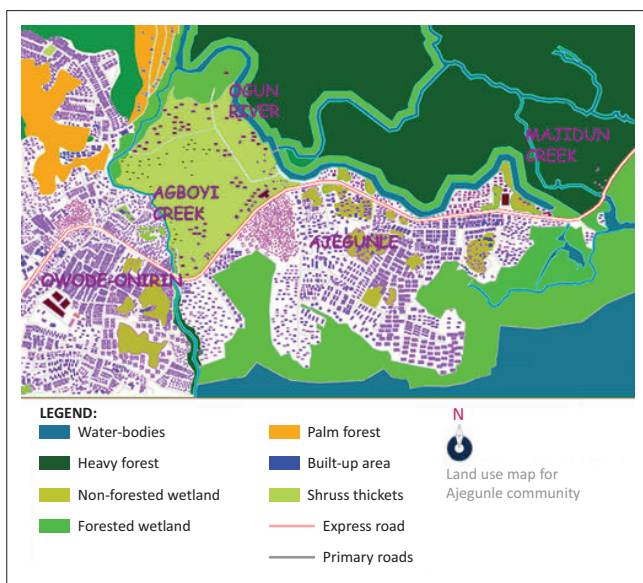 OGUN
RIVER
MAJIDUN
CREEK
AGBOYI
CREEK
AJEGUNLE
OWODE-ONIRIN
LEGEND:
Water-bodies
Heavy forest
Non-forested wetland
Forested wetland
Palm forest
Built-up area
Shruss thickets
Express road
Primary roads
N
Land use map for
Ajegunle community